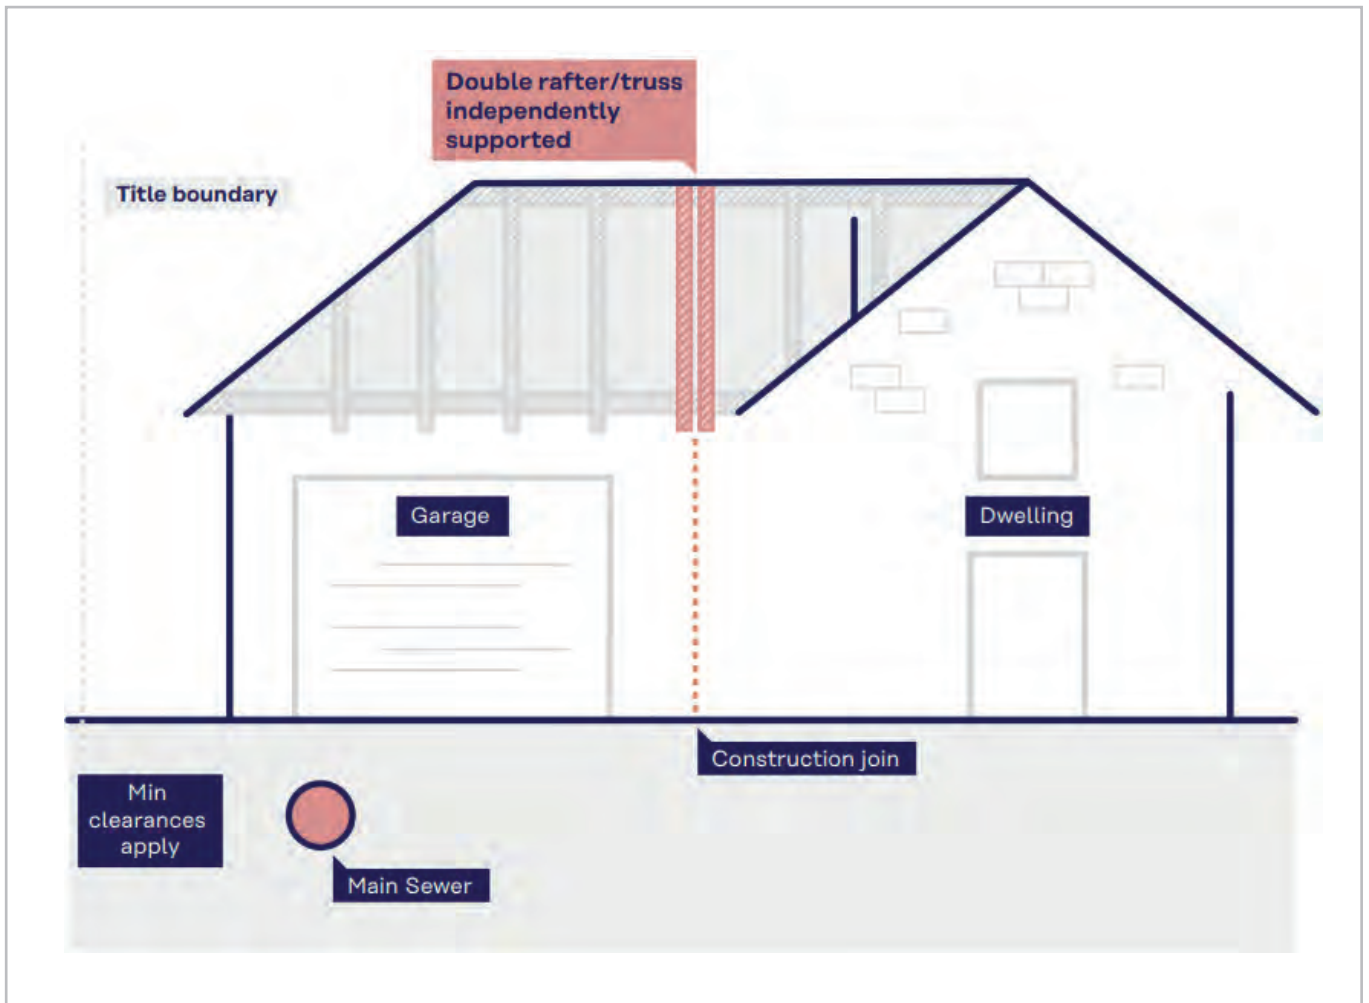 Double rafter/truss
independently
supported
Title boundary
Garage
Dwelling
Construction join
Min
clearances
apply
Main Sewer